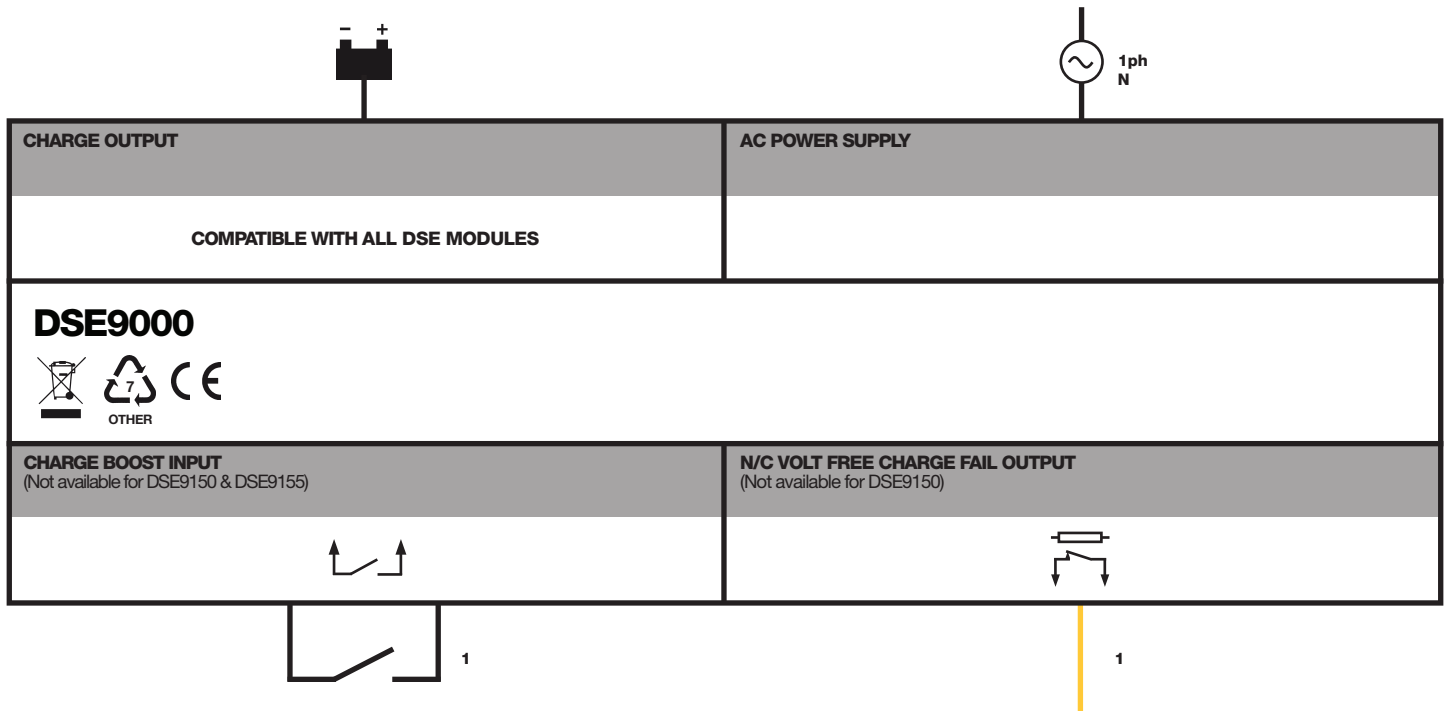 - +
1ph
N
CHARGE OUTPUT
AC POWER SUPPLY
COMPATIBLE WITH ALL DSE MODULES
DSE9000
7
CE
OTHER
CHARGE BOOST INPUT
(Not available for DSE9150 & DSE9155)
N/C VOLT FREE CHARGE FAIL OUTPUT
(Not available for DSE9150)
1
1